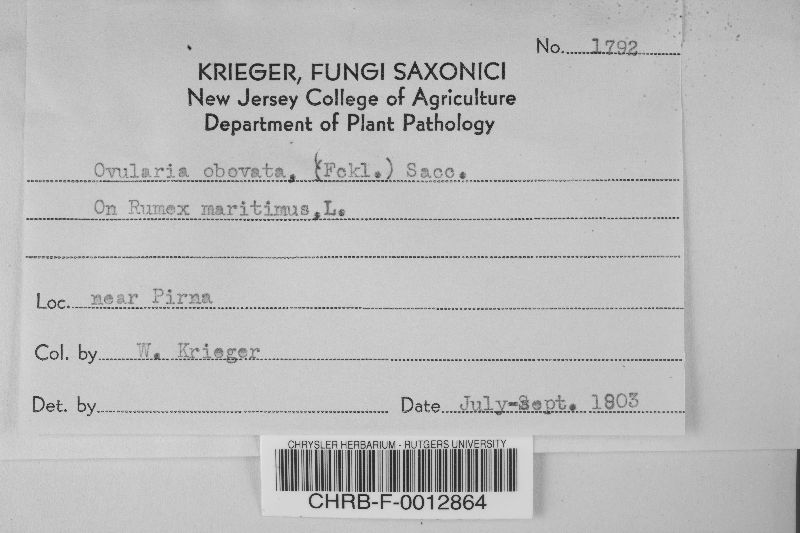 No. 1792
KRIEGER, FUNGI SAXONICI
New Jersey College of Agriculture
Department of Plant Pathology
Ovularia obovata, (Fckl.) Sacc.
On Rumex maritimus, L.
Loc. near Pirna
Col. by W. Krieger
Det. by
Date July-Sept. 1803
CHRYSLER HERBARIUM - RUTGERS UNIVERSITY
CHRB-F-0012864